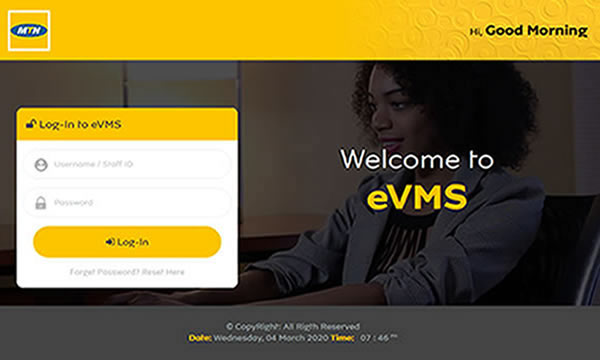 MTN
Hi, Good Morning
Log-In to eVMS
Username / Staff ID
Password
Log-In
Forget Password? Reset Here
Welcome to
eVMS
© CopyRight: All Rigth Reserved
Date: Wednesday, 04 March 2020 Time: 07 : 46 PM